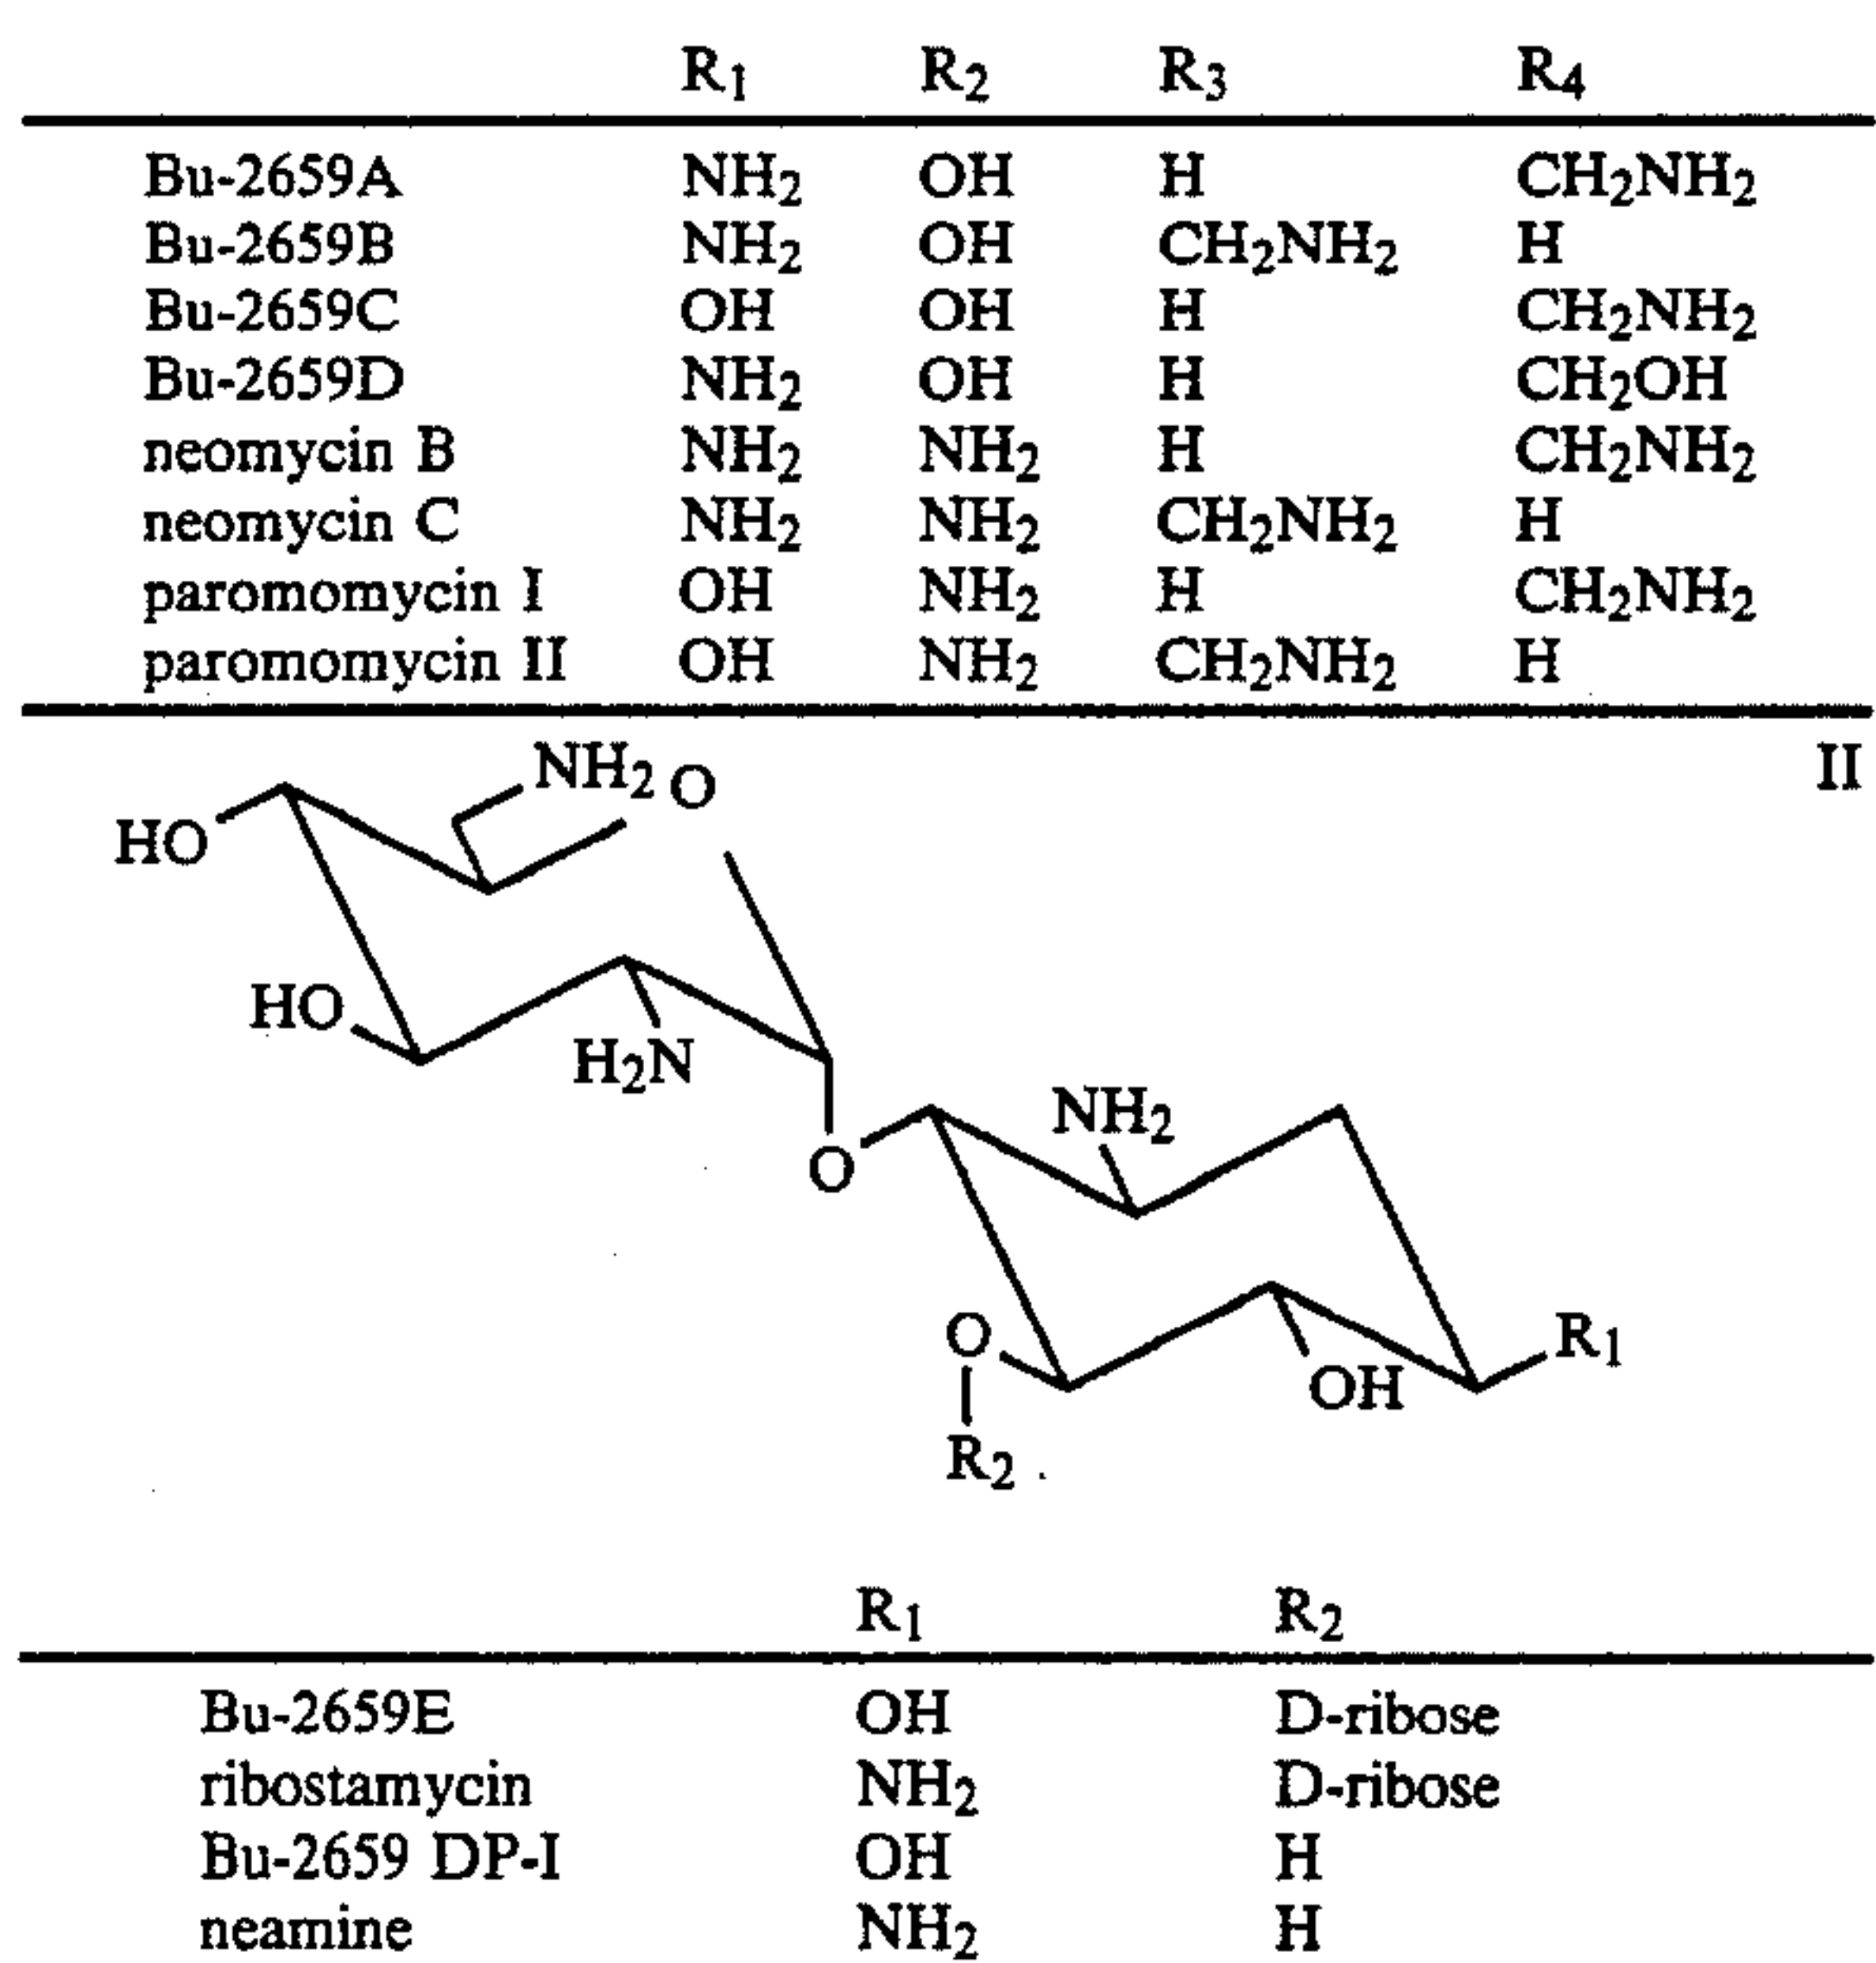 R1 R2 R3 R4
Bu-2659A NH2 OH H CH2NH2
Bu-2659B NH2 OH CH2NH2 H
Bu-2659C OH OH H CH2NH2
Bu-2659D NH2 OH H CH2OH
neomycin B NH2 NH2 H CH2NH2
neomycin C NH2 NH2 CH2NH2 H
paromomycin I OH NH2 H CH2NH2
paromomycin II OH NH2 CH2NH2 H
II
NH2 O
HO
HO
H2N
NH2
O
O
R1
OH
R2
R1 R2
Bu-2659E OH D-ribose
ribostamycin NH2 D-ribose
Bu-2659 DP-I OH H
neamine NH2 H